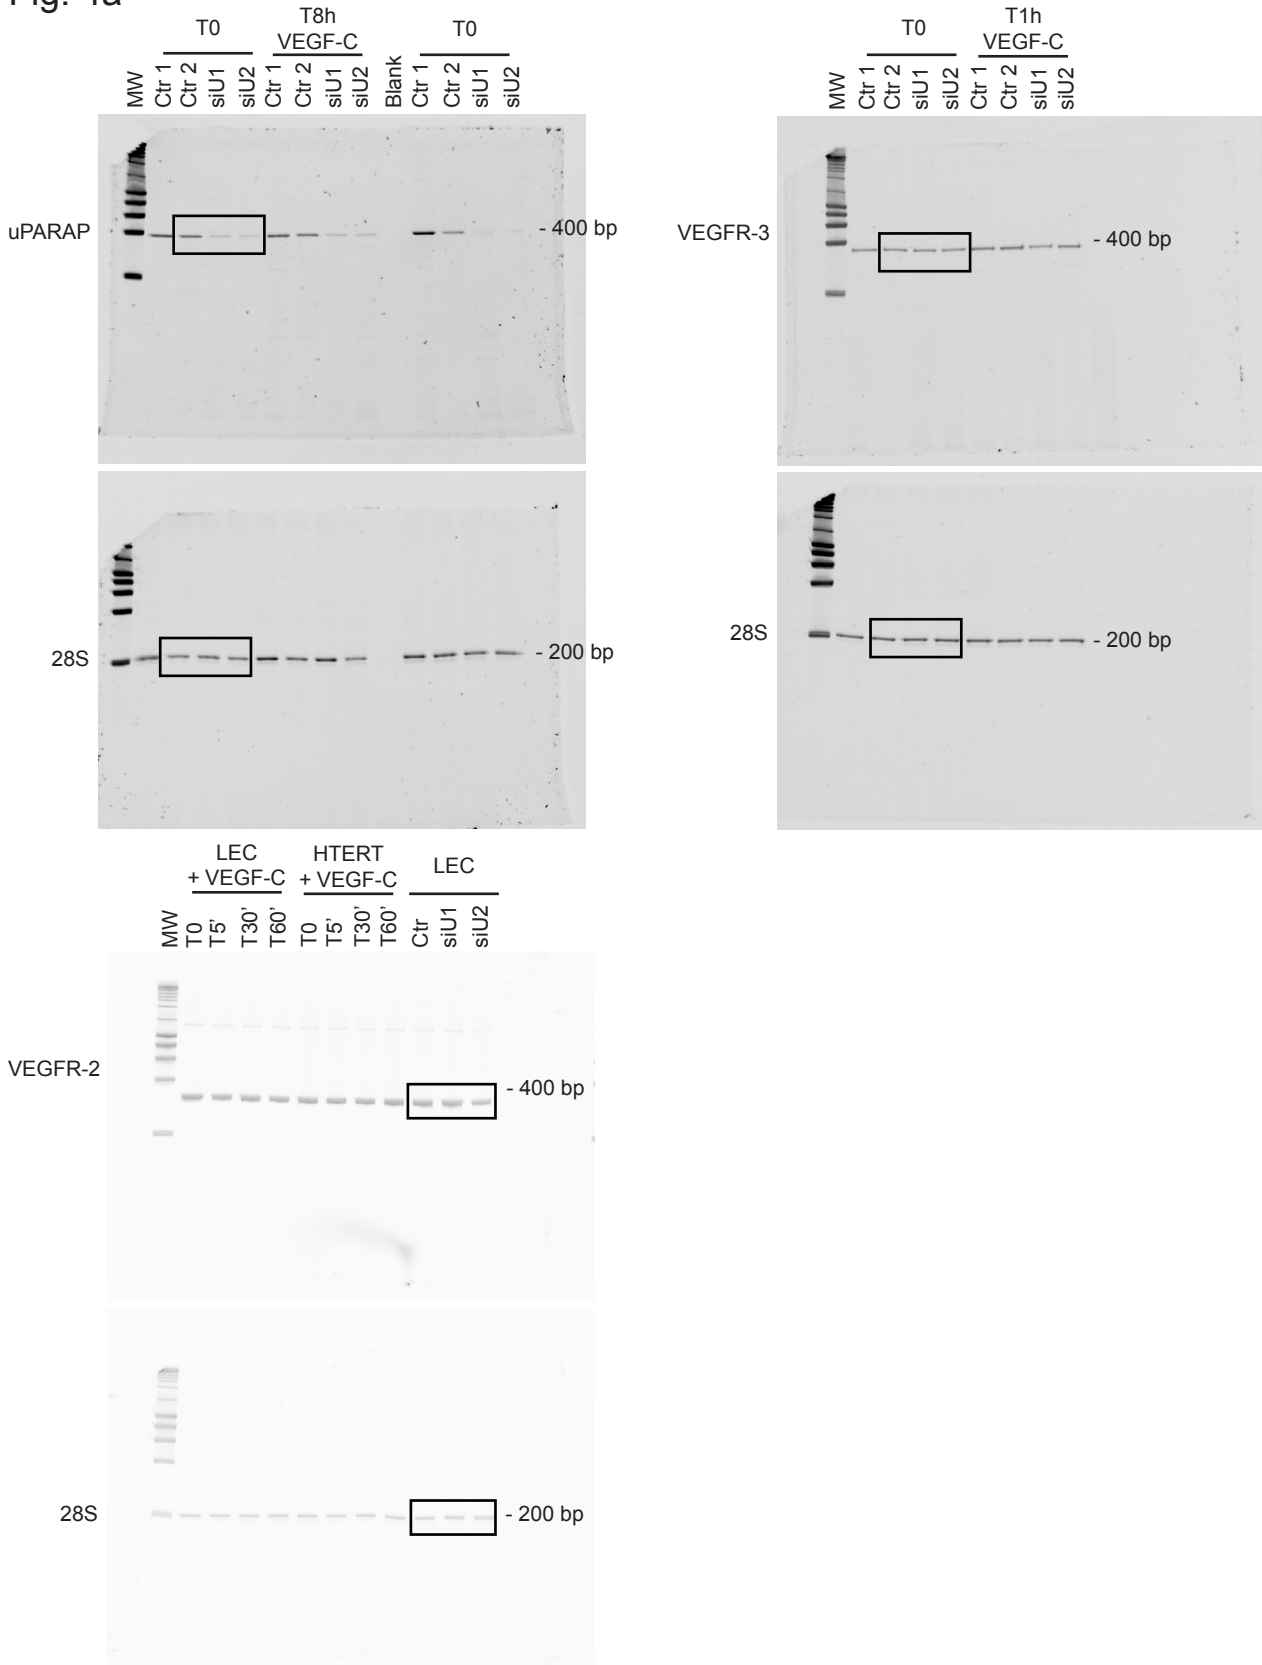 Fig. 4a
T0
T8h
VEGF-C
T0
MW
Ctr 1
Ctr 2
siU1
siU2
Ctr 1
Ctr 2
siU1
siU2
Blank
Ctr 1
Ctr 2
siU1
siU2
uPARAP
- 400 bp
28S
- 200 bp
T0
T1h
VEGF-C
MW
Ctr 1
Ctr 2
siU1
siU2
Ctr 1
Ctr 2
siU1
siU2
VEGFR-3
- 400 bp
28S
- 200 bp
LEC
+ VEGF-C
HTERT
+ VEGF-C
LEC
MW
T0
T5'
T30'
T60'
T0
T5'
T30'
T60'
Ctr
siU1
siU2
VEGFR-2
- 400 bp
28S
- 200 bp